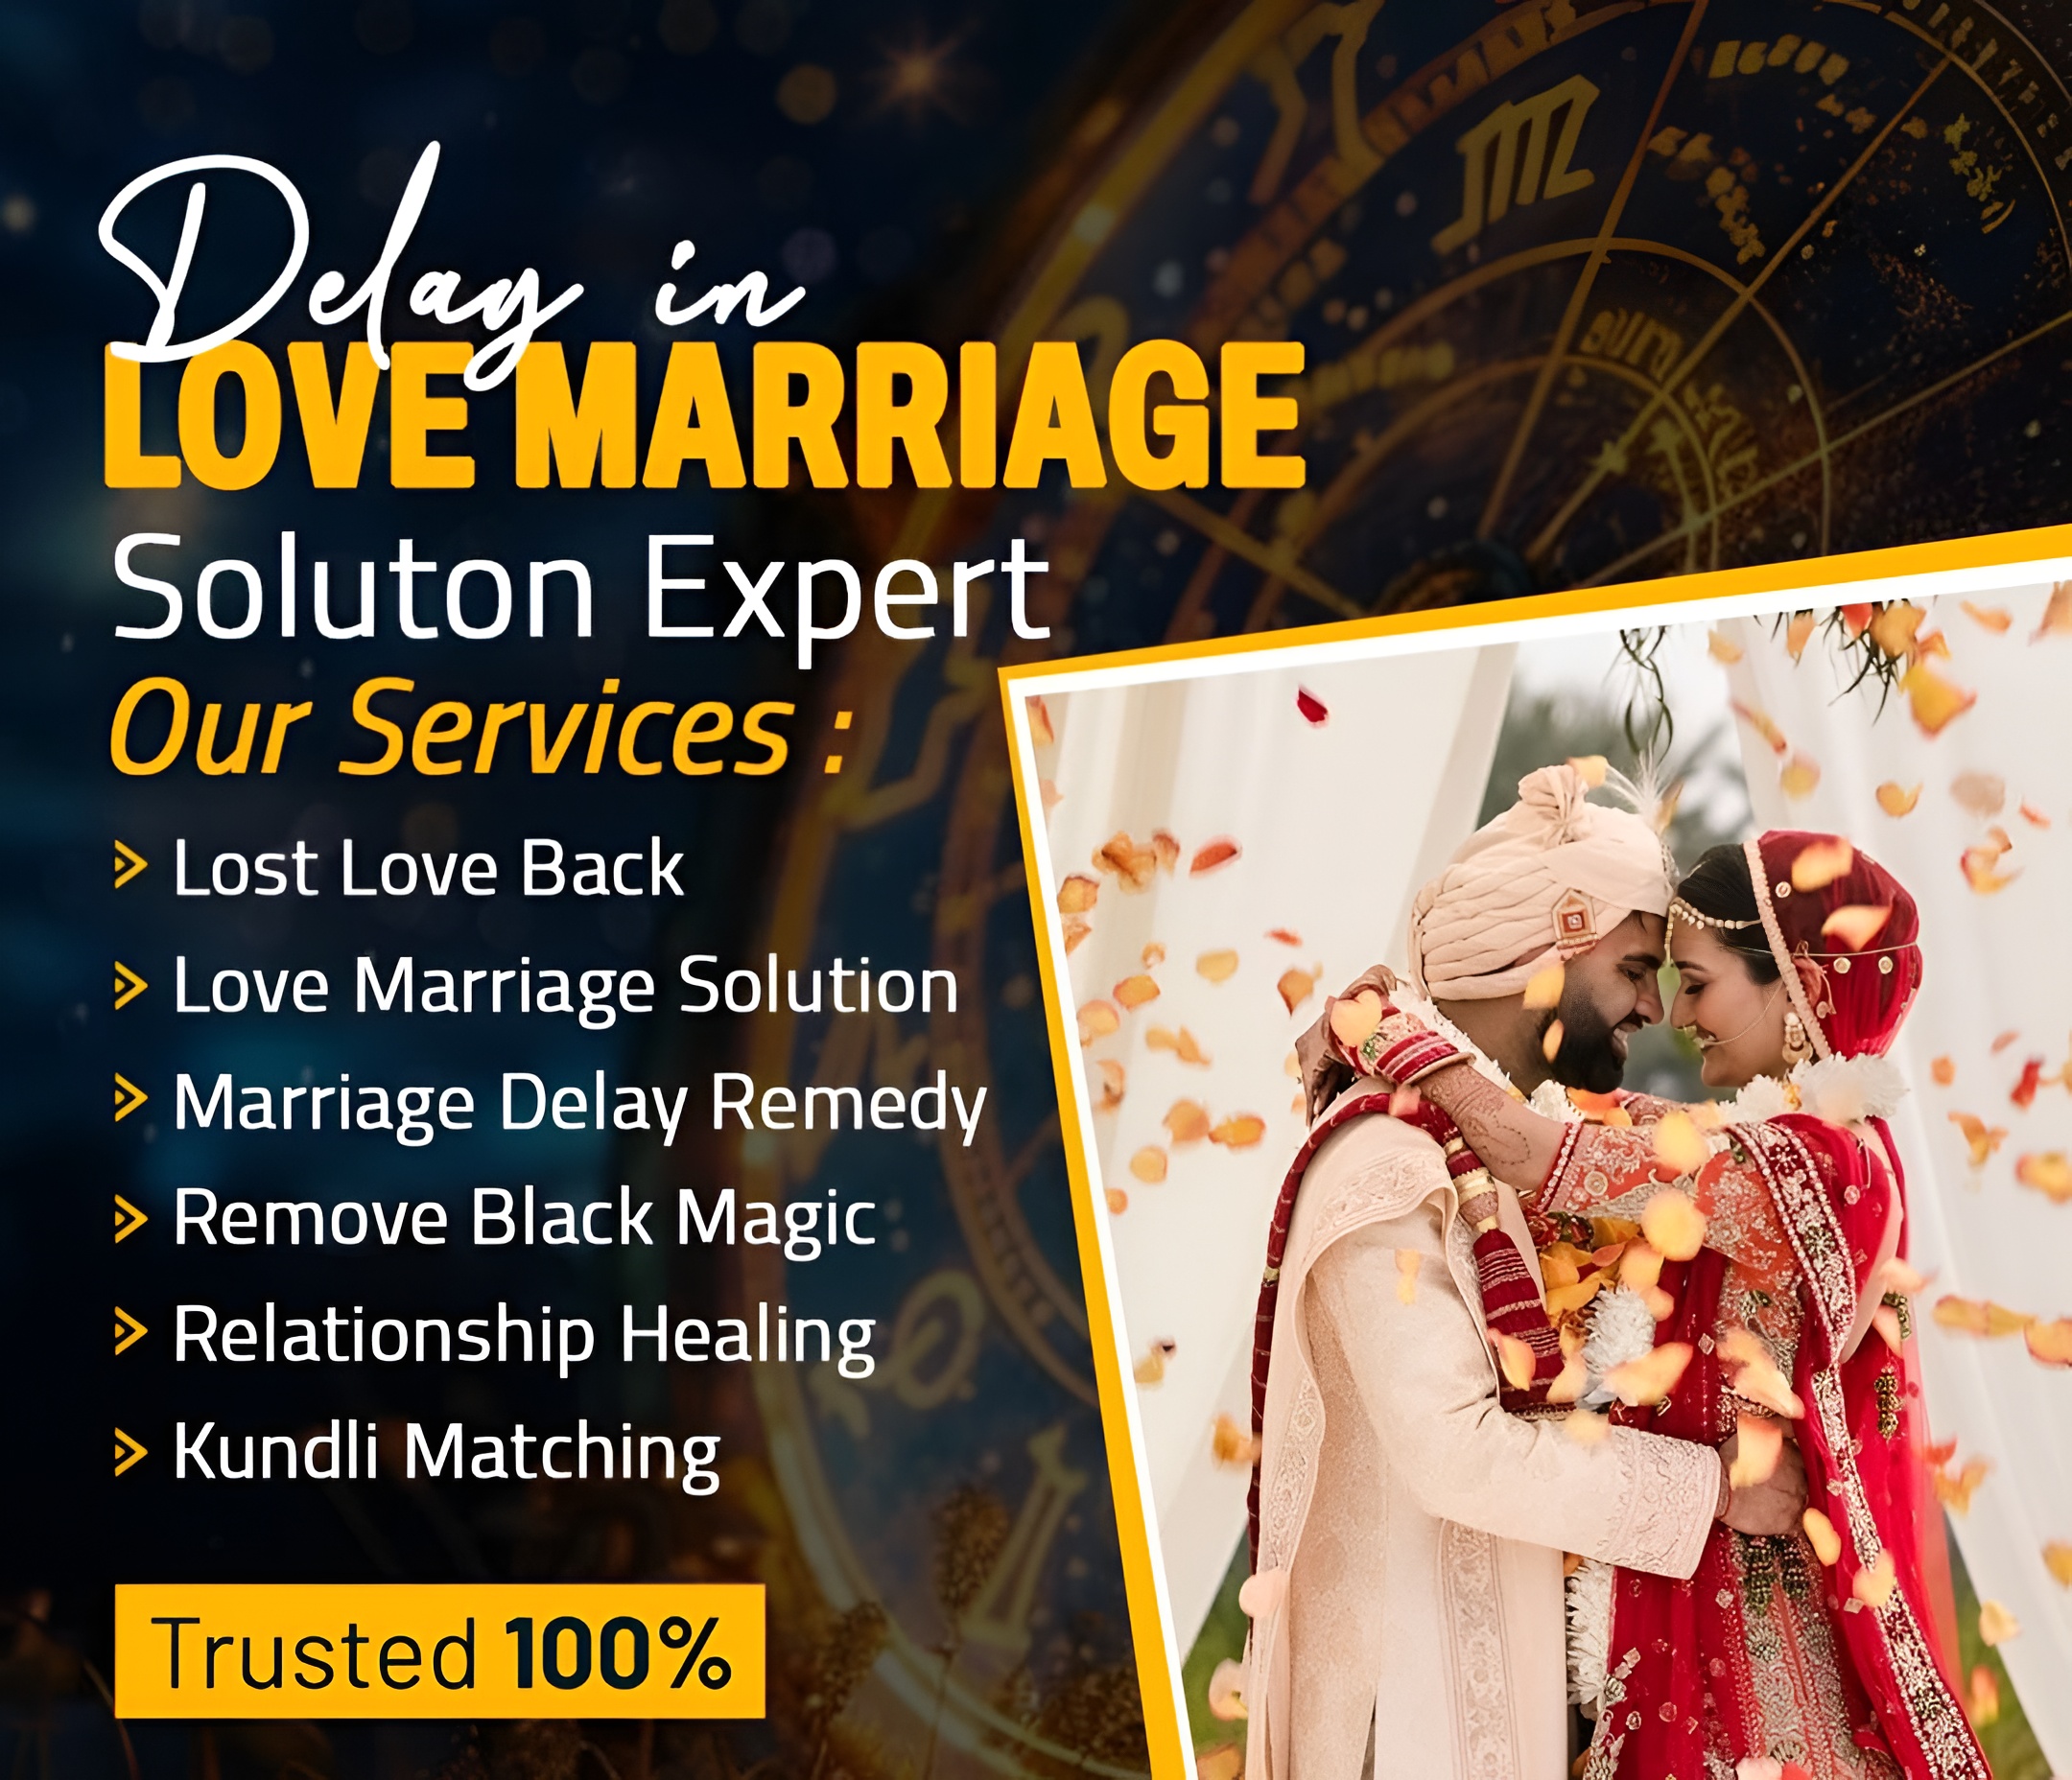 Delay in
LOVE MARRIAGE
Soluton Expert
Our Services :
Lost Love Back
Love Marriage Solution
Marriage Delay Remedy
Remove Black Magic
Relationship Healing
Kundli Matching
Trusted 100%